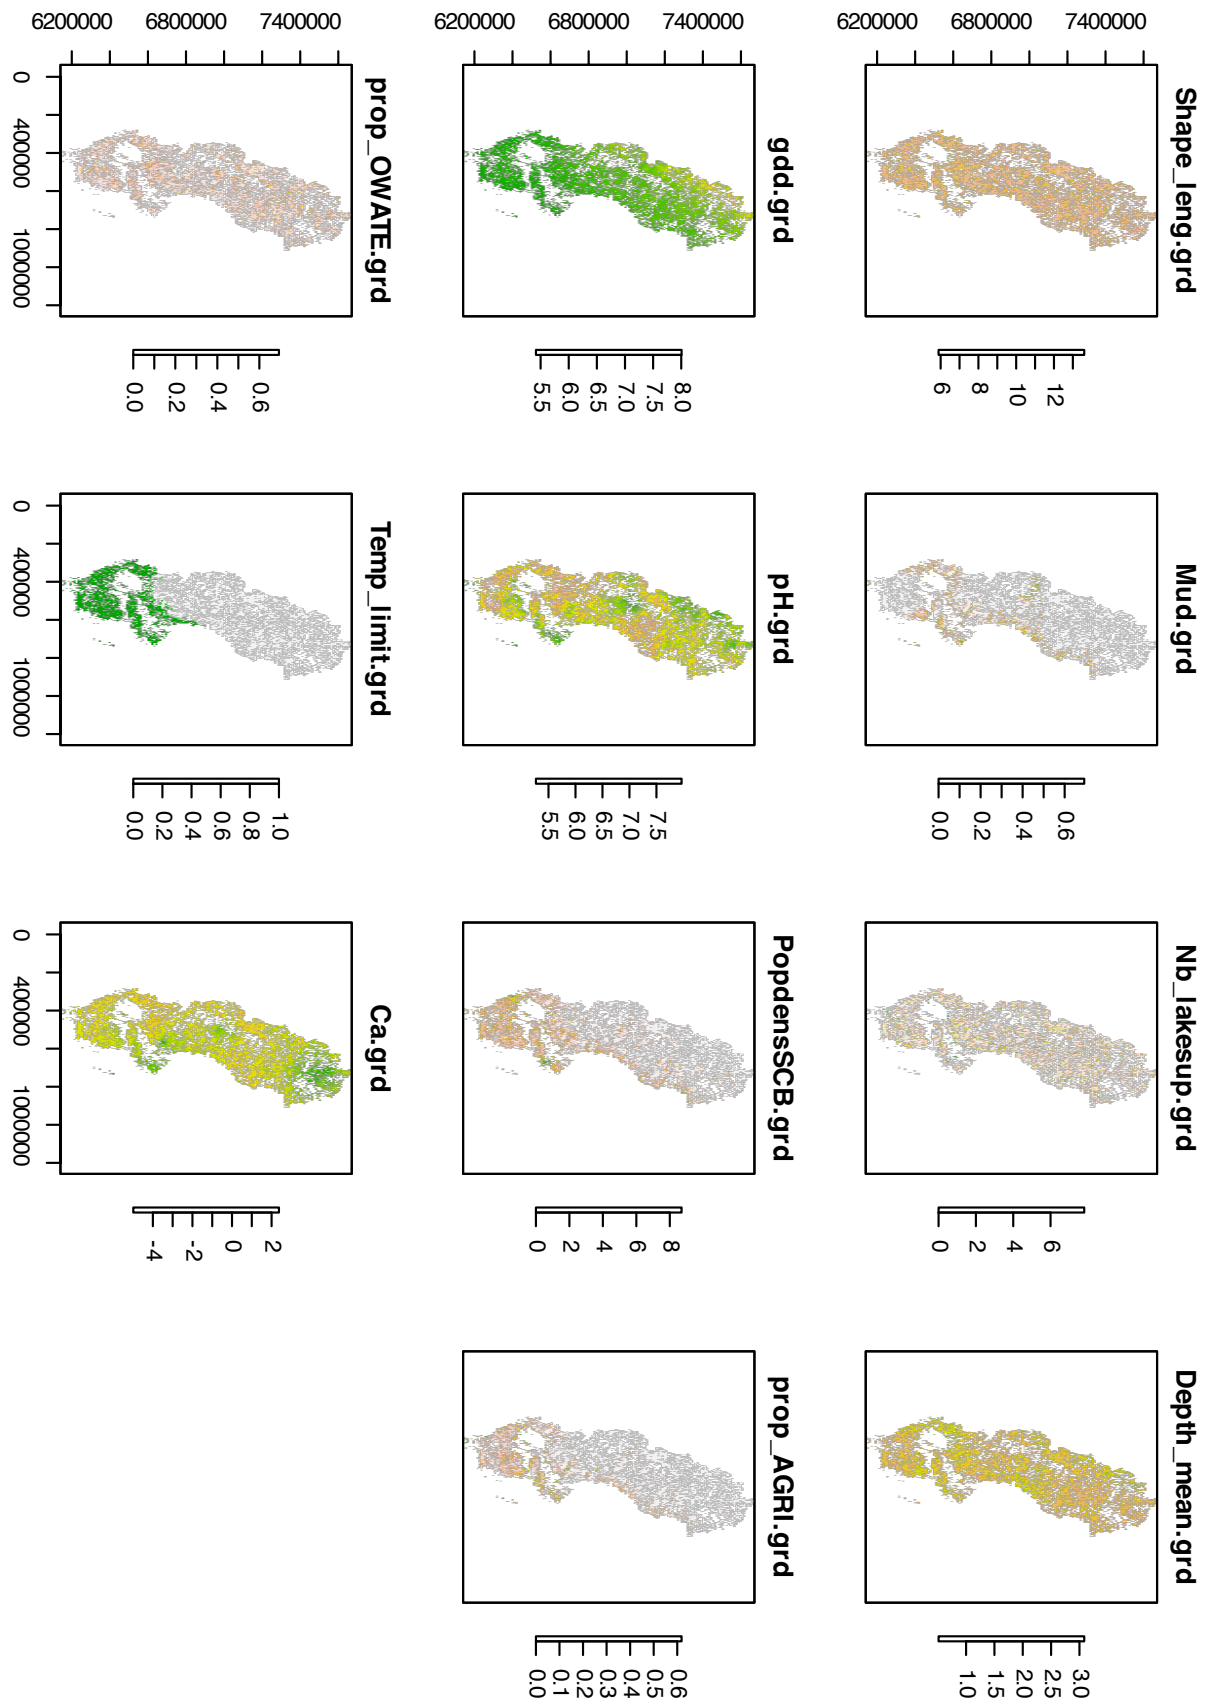 Shape_leng.grd
6200000 6800000 7400000
6 8 10 12
Mud.grd
0.0 0.2 0.4 0.6
Nb_lakesup.grd
0 2 4 6
Depth_mean.grd
1.0 1.5 2.0 2.5 3.0
gdd.grd
6200000 6800000 7400000
5.5 6.0 6.5 7.0 7.5 8.0
pH.grd
5.5 6.0 6.5 7.0 7.5
PopdensSCB.grd
0 2 4 6 8
prop_AGRI.grd
0.0 0.1 0.2 0.3 0.4 0.5 0.6
prop_OWATE.grd
6200000 6800000 7400000
0 400000 1000000
0.0 0.2 0.4 0.6
Temp_limit.grd
0 400000 1000000
0.0 0.2 0.4 0.6 0.8 1.0
Ca.grd
0 400000 1000000
-4 -2 0 2